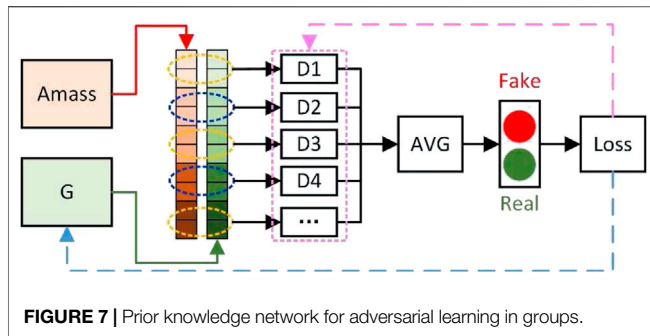 Amass
G
D1
D2
D3
D4
...
AVG
Fake
Real
Loss
FIGURE 7 | Prior knowledge network for adversarial learning in groups.